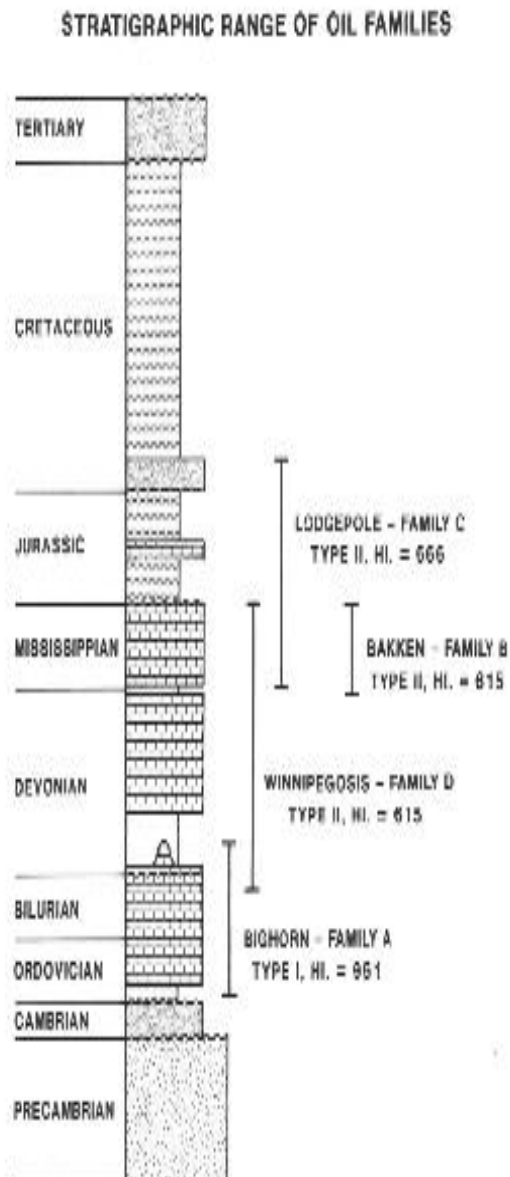 STRATIGRAPHIC RANGE OF OIL FAMILIES
TERTIARY
CRETACEOUS
LODGEPOLE - FAMILY C
TYPE II, HI. = 666
JURASSIC
MISSISSIPPIAN
BAKKEN - FAMILY B
TYPE II, HI. = 615
DEVONIAN
WINNIPEGOSIS - FAMILY D
TYPE II, HI. = 615
BILURIAN
BIGHORN - FAMILY A
TYPE I, HI. = 961
ORDOVICIAN
CAMBRIAN
PRECAMBRIAN